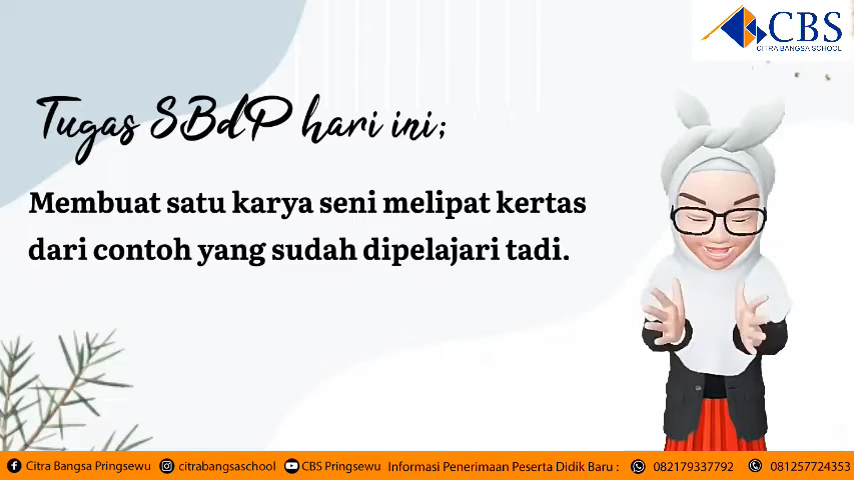 CBS
CITRA BANGSA SCHOOL
Tugas SBdP hari ini;
Membuat satu karya seni melipat kertas
dari contoh yang sudah dipelajari tadi.
Citra Bangsa Pringsewu citrabangsaschool CBS Pringsewu Informasi Penerimaan Peserta Didik Baru : 082179337792 081257724353